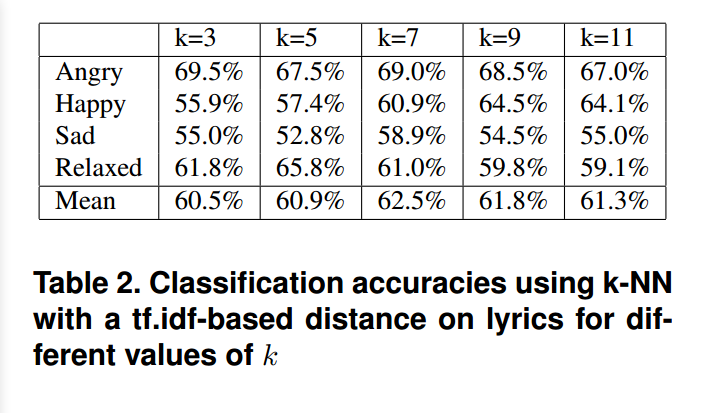 k=3 k=5 k=7 k=9 k=11
Angry 69.5% 67.5% 69.0% 68.5% 67.0%
Happy 55.9% 57.4% 60.9% 64.5% 64.1%
Sad 55.0% 52.8% 58.9% 54.5% 55.0%
Relaxed 61.8% 65.8% 61.0% 59.8% 59.1%
Mean 60.5% 60.9% 62.5% 61.8% 61.3%
Table 2. Classification accuracies using k-NN
with a tf.idf-based distance on lyrics for dif-
ferent values of k